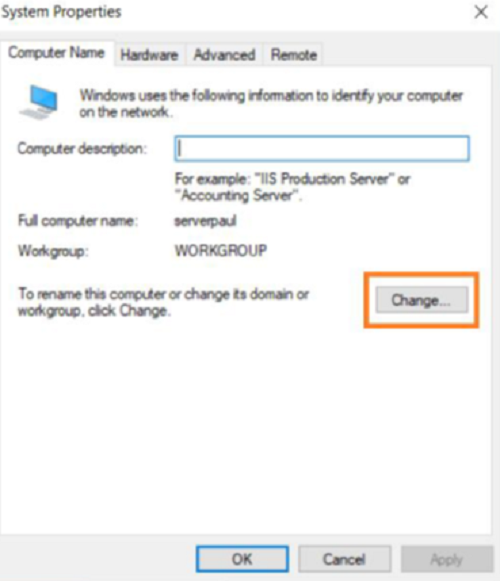 System Properties
Computer Name Hardware Advanced Remote
Windows uses the following information to identify your computer
on the network.
Computer description:
For example: "IIS Production Server" or
"Accounting Server".
Full computer name: serverpaul
Workgroup: WORKGROUP
To rename this computer or change its domain or
workgroup, click Change.
Change...
OK Cancel Apply